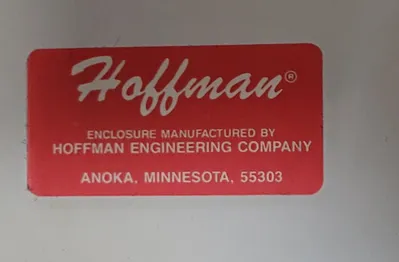 Hoffman®
ENCLOSURE MANUFACTURED BY
HOFFMAN ENGINEERING COMPANY
ANOKA, MINNESOTA, 55303